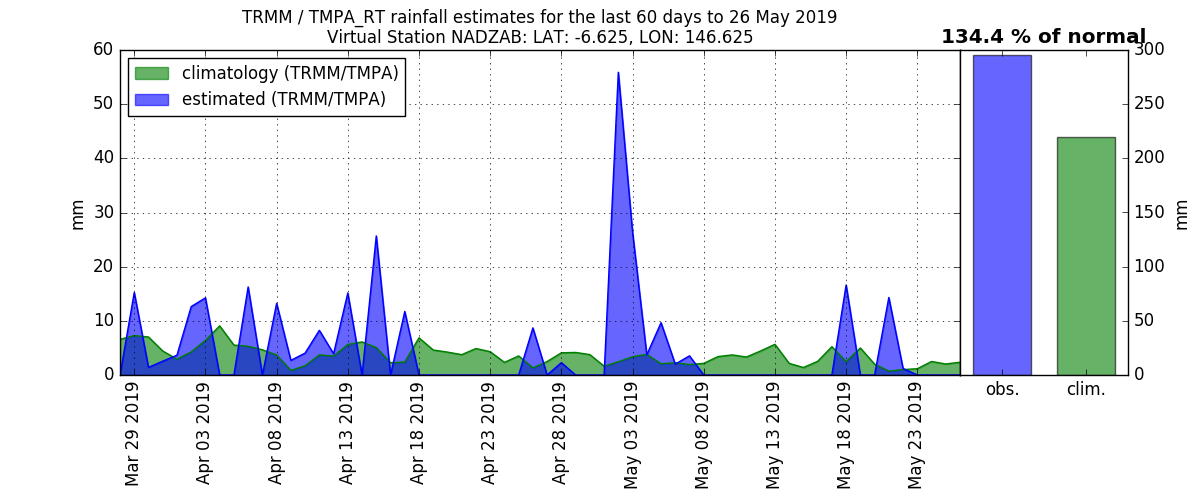 TRMM / TMPA_RT rainfall estimates for the last 60 days to 26 May 2019
Virtual Station NADZAB: LAT: -6.625, LON: 146.625
134.4 % of normal
climatology (TRMM/TMPA)
estimated (TRMM/TMPA)
60
50
40
30
20
10
0
mm
Mar 29 2019
Apr 03 2019
Apr 08 2019
Apr 13 2019
Apr 18 2019
Apr 23 2019
Apr 28 2019
May 03 2019
May 08 2019
May 13 2019
May 18 2019
May 23 2019
300
250
200
150
100
50
0
mm
obs.
clim.